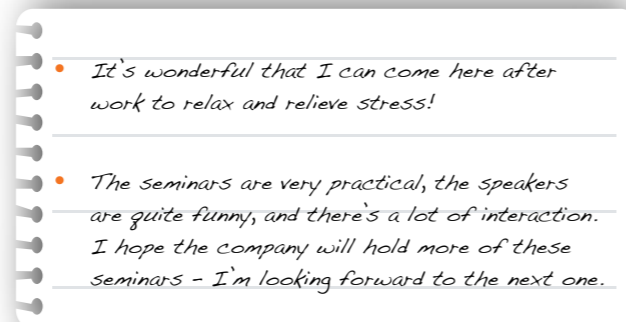 • It's wonderful that I can come here after
work to relax and relieve stress!
• The seminars are very practical, the speakers
are quite funny, and there's a lot of interaction.
I hope the company will hold more of these
seminars – I'm looking forward to the next one.